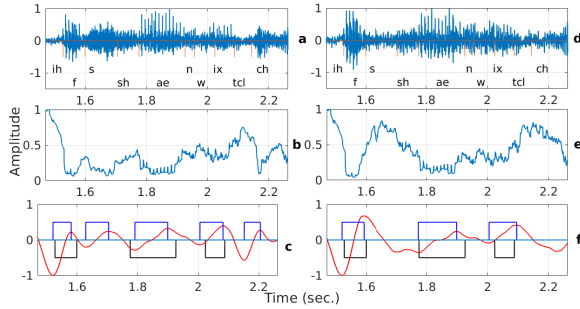 1 1
0 0
-1 -1
ih s n ix ih s n ix
f sh ae w tcl ch f sh ae w tcl ch
a d
1.6 1.8 2 2.2 1.6 1.8 2 2.2
1 1
0.5 0.5
0 0
Amplitude
b e
1.6 1.8 2 2.2 1.6 1.8 2 2.2
1 1
0 0
-1 -1
c f
1.6 1.8 2 2.2 1.6 1.8 2 2.2
Time (sec.)